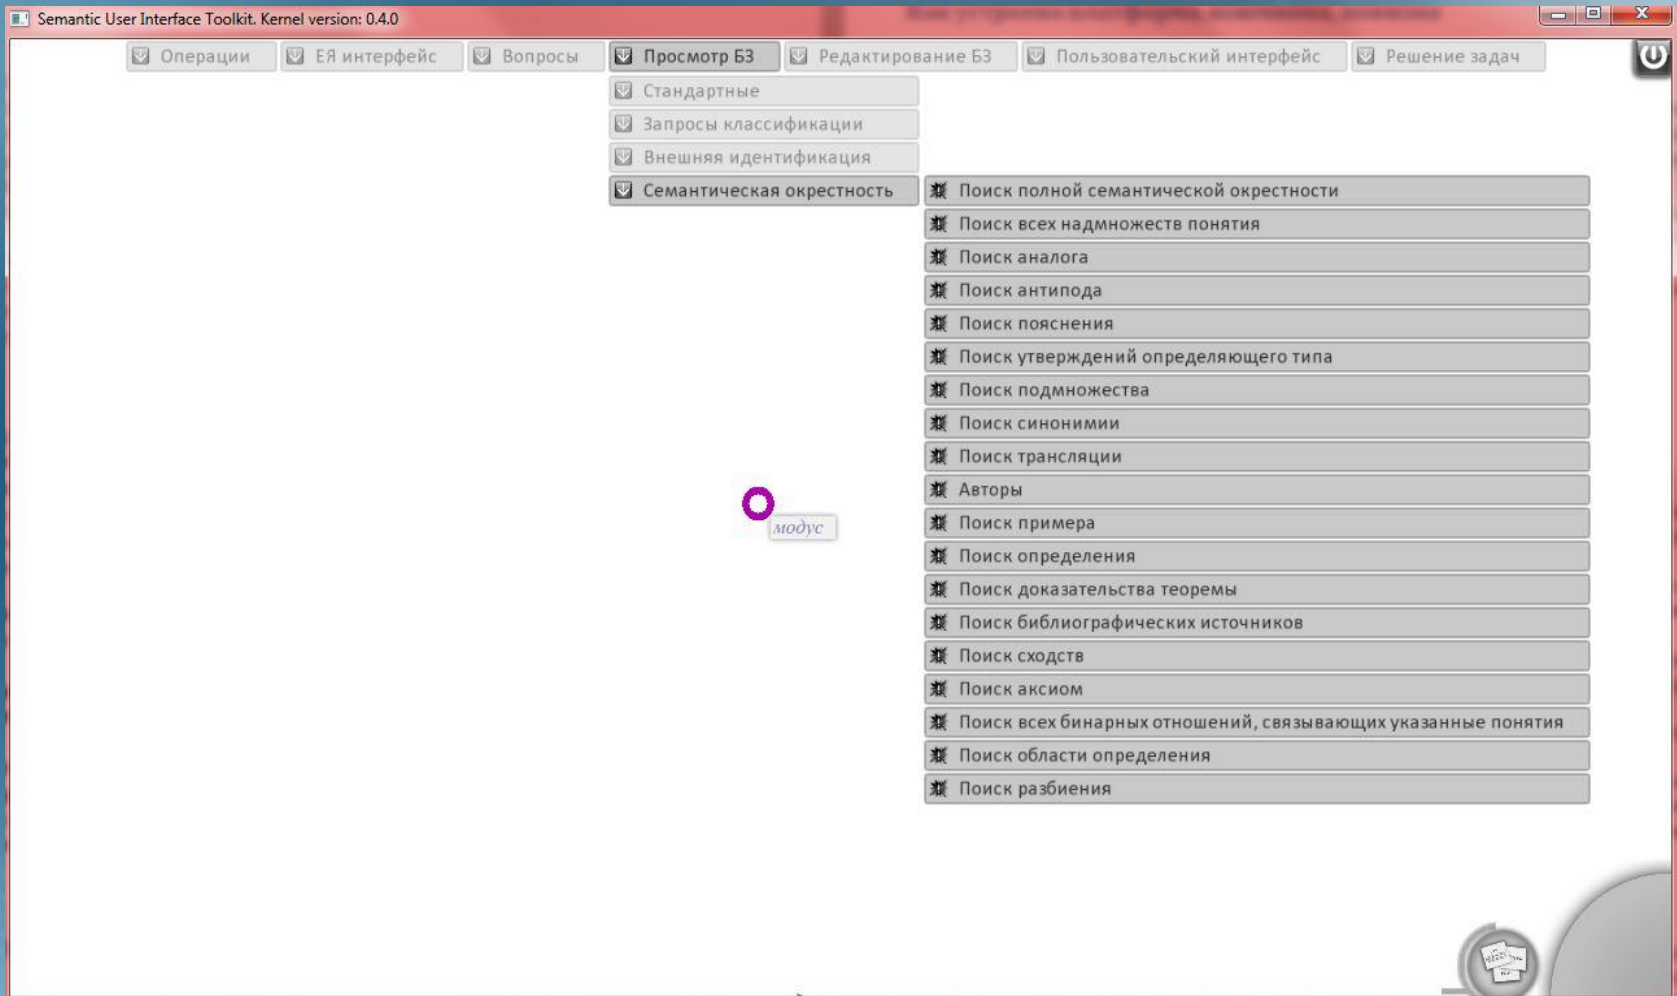 Semantic User Interface Toolkit. Kernel version: 0.4.0
Операции ЕЯ интерфейс Вопросы Просмотр БЗ Редактирование БЗ Пользовательский интерфейс Решение задач
Стандартные
Запросы классификации
Внешняя идентификация
Семантическая окрестность
Поиск полной семантической окрестности
Поиск всех надмножеств понятия
Поиск аналога
Поиск антипода
Поиск пояснения
Поиск утверждений определяющего типа
Поиск подмножества
Поиск синонимии
Поиск трансляции
Авторы
Поиск примера
Поиск определения
Поиск доказательства теоремы
Поиск библиографических источников
Поиск сходств
Поиск аксиом
Поиск всех бинарных отношений, связывающих указанные понятия
Поиск области определения
Поиск разбиения
модус